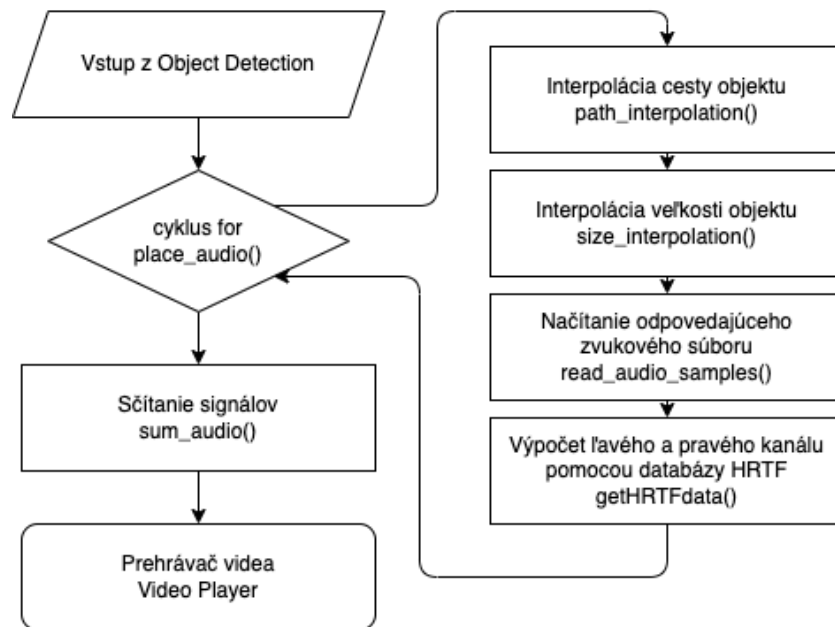 Vstup z Object Detection
cyklus for
place_audio()
Sčítanie signálov
sum_audio()
Prehrávač videa
Video Player
Interpolácia cesty objektu
path_interpolation()
Interpolácia veľkosti objektu
size_interpolation()
Načítanie odpovedajúceho
zvukového súboru
read_audio_samples()
Výpočet ľavého a pravého kanálu
pomocou databázy HRTF
getHRTFdata()